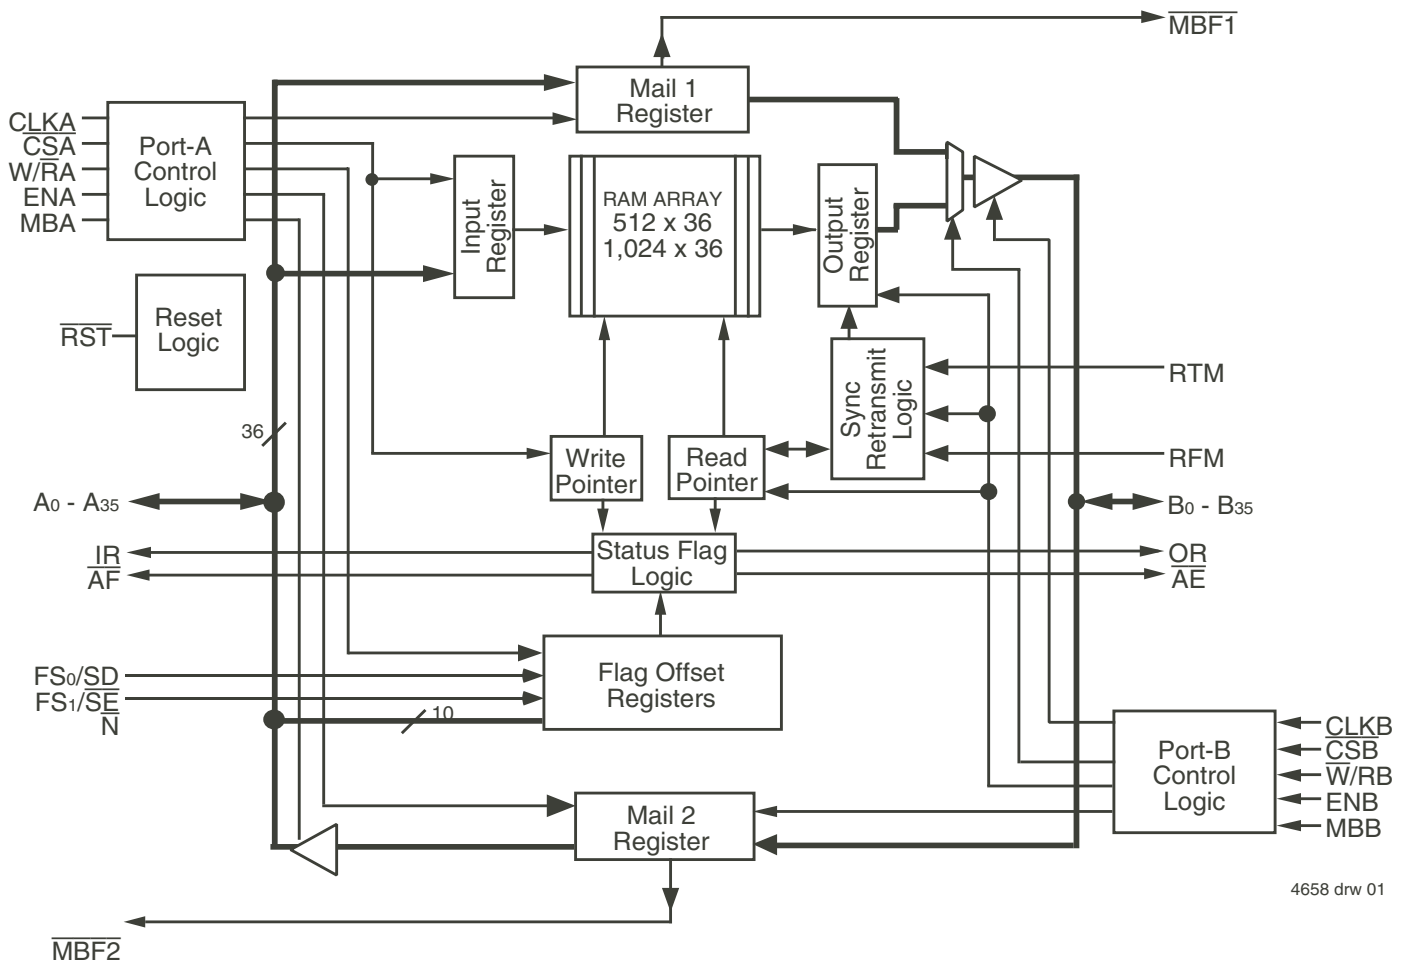 MBF1
Mail 1
Register
CLKA
CSA
W/RA
ENA
MBA
Port-A
Control
Logic
Input
Register
RAM ARRAY
512 x 36
1,024 x 36
Output
Register
RST
Reset
Logic
Sync
Retransmit
Logic
RTM
RFM
36
Write
Pointer
Read
Pointer
A0 - A35
B0 - B35
IR
AF
Status Flag
Logic
OR
AE
FS0/SD
FS1/SE
N
10
Flag Offset
Registers
Port-B
Control
Logic
CLKB
CSB
W/RB
ENB
MBB
Mail 2
Register
4658 drw 01
MBF2